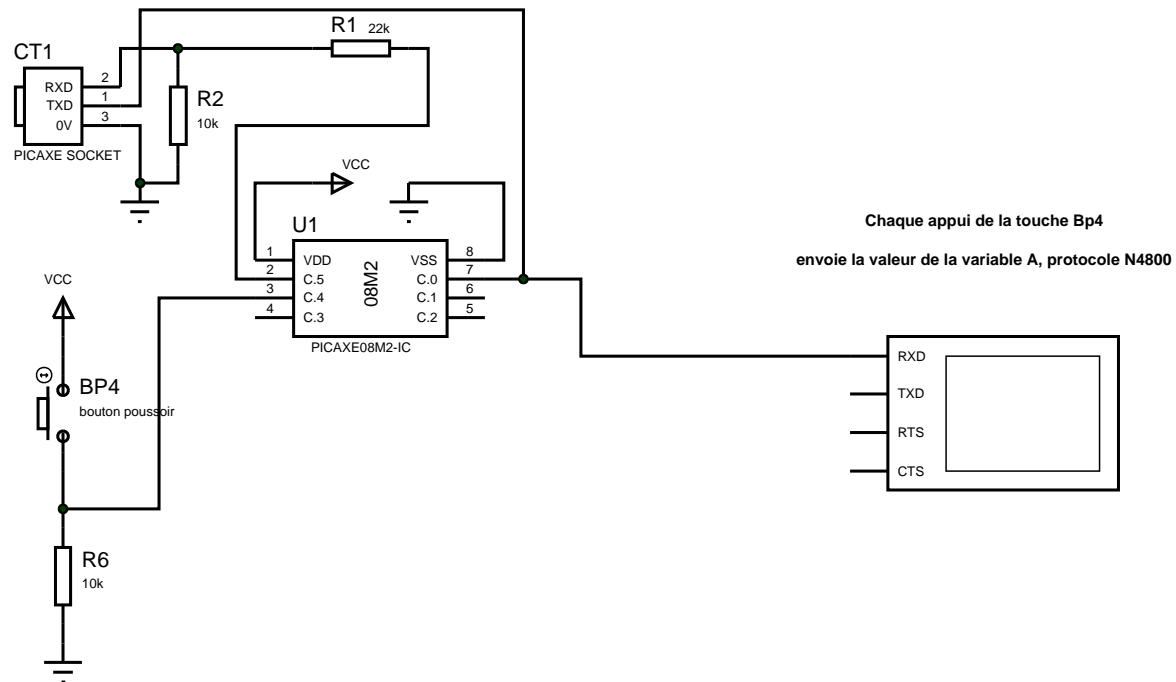 R1 22k
CT1
RXD 2
TXD 1
0V 3
PICAXE SOCKET
R2
10k
VCC
U1
1 VDD VSS 8
2 C.5 C.0 7
3 C.4 C.1 6
4 C.3 C.2 5
08M2
PICAXE08M2-IC
VCC
BP4
bouton poussoir
R6
10k
Chaque appui de la touche Bp4
envoie la valeur de la variable A, protocole N4800
RXD
TXD
RTS
CTS